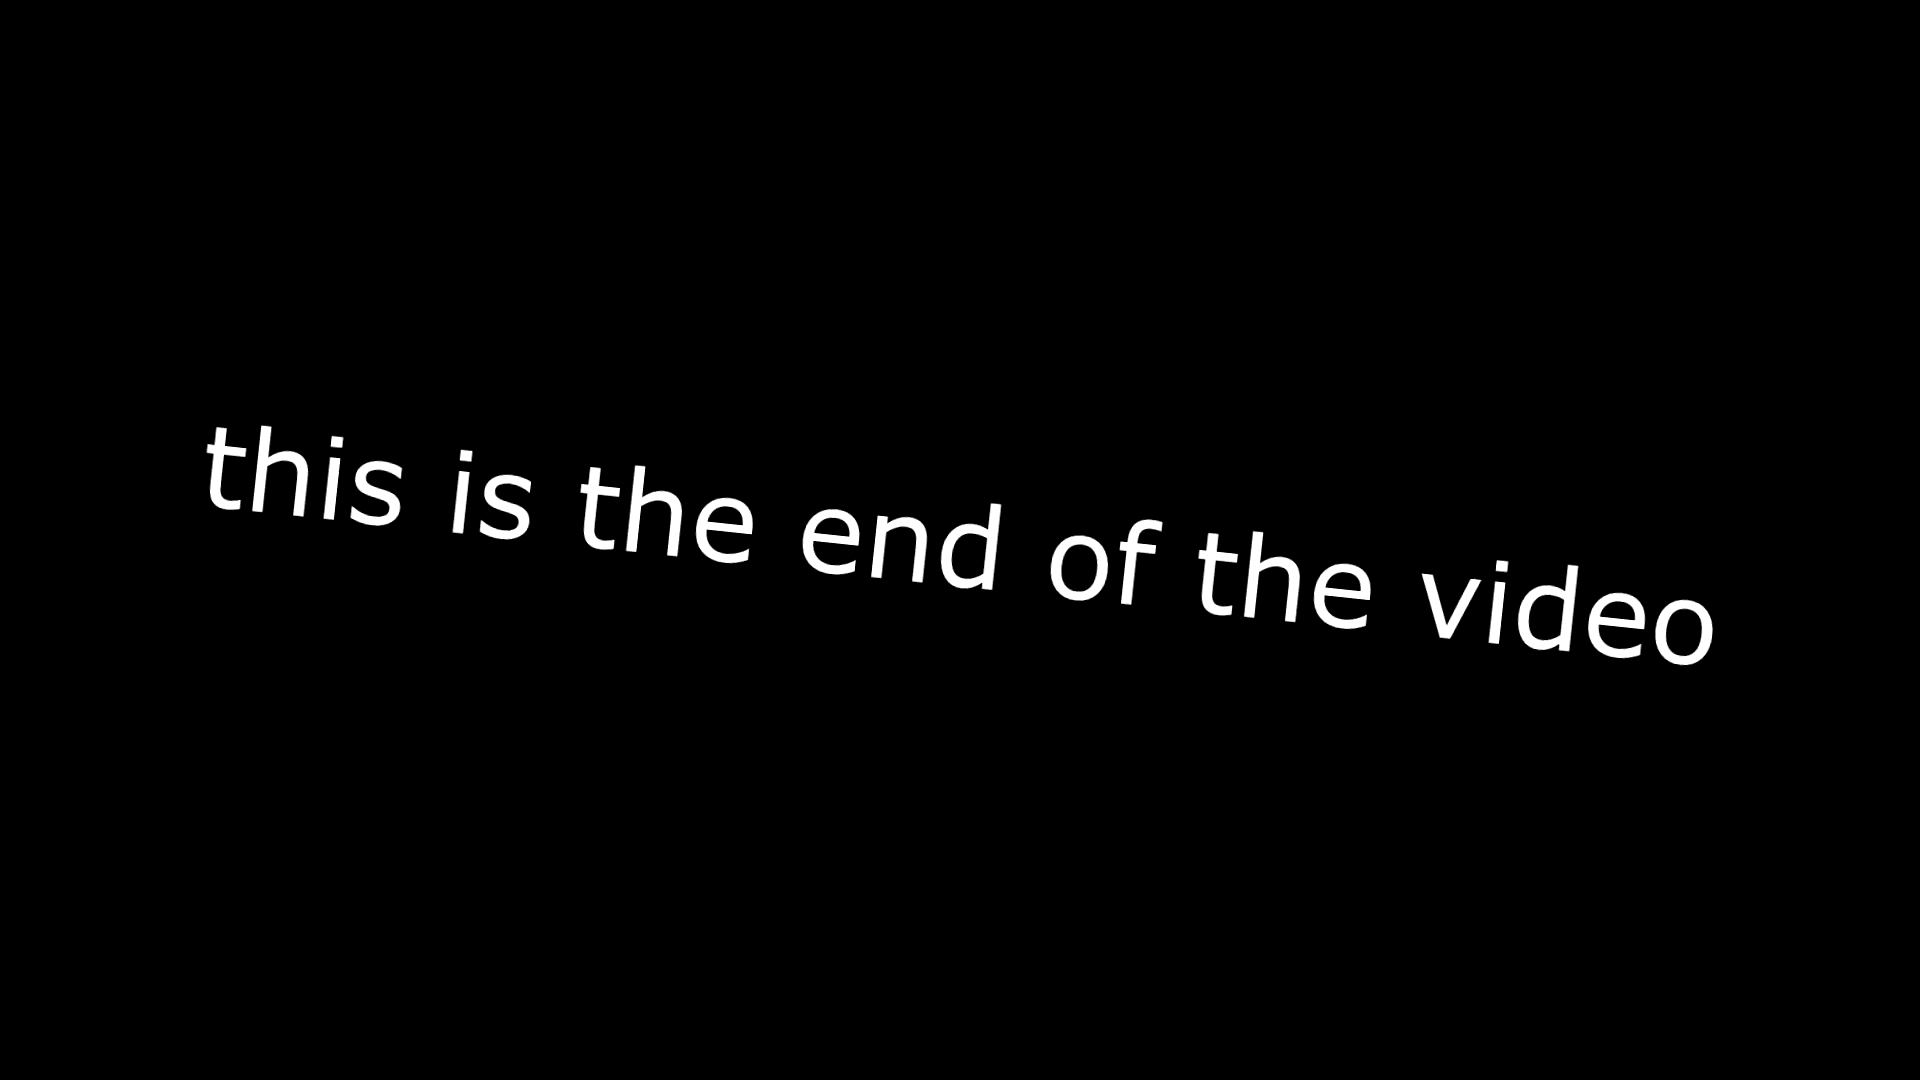 this is the end of the video